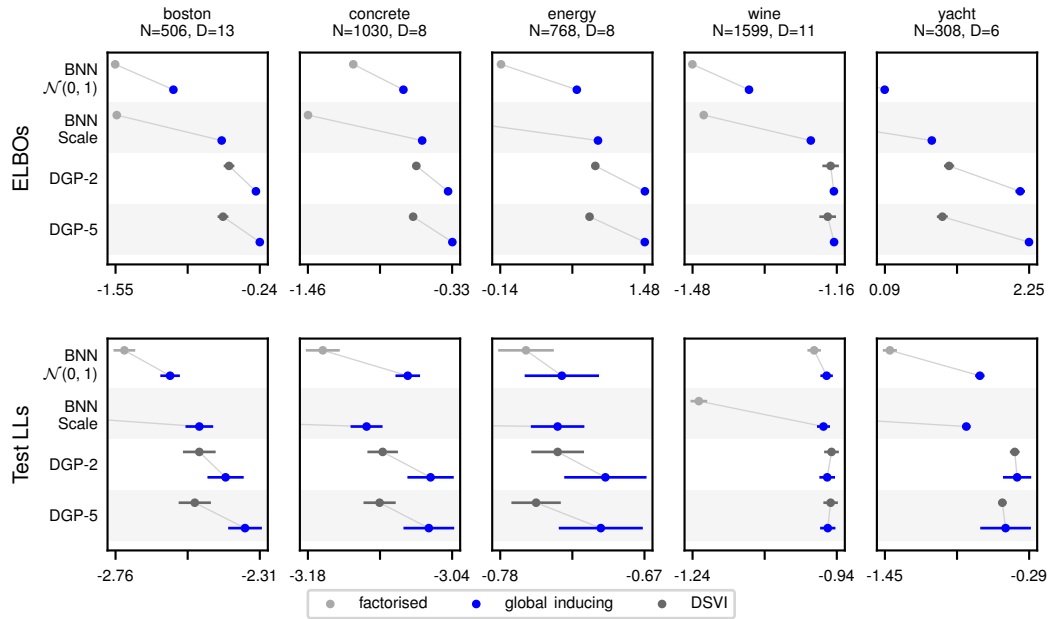 boston
N=506, D=13
concrete
N=1030, D=8
energy
N=768, D=8
wine
N=1599, D=11
yacht
N=308, D=6
ELBOs
BNN
𝒩(0, 1)
BNN
Scale
DGP-2
DGP-5
-1.55 -0.24 -1.46 -0.33 -0.14 1.48 -1.48 -1.16 0.09 2.25
Test LLs
BNN
𝒩(0, 1)
BNN
Scale
DGP-2
DGP-5
-2.76 -2.31 -3.18 -3.04 -0.78 -0.67 -1.24 -0.94 -1.45 -0.29
factorised global inducing DSVI